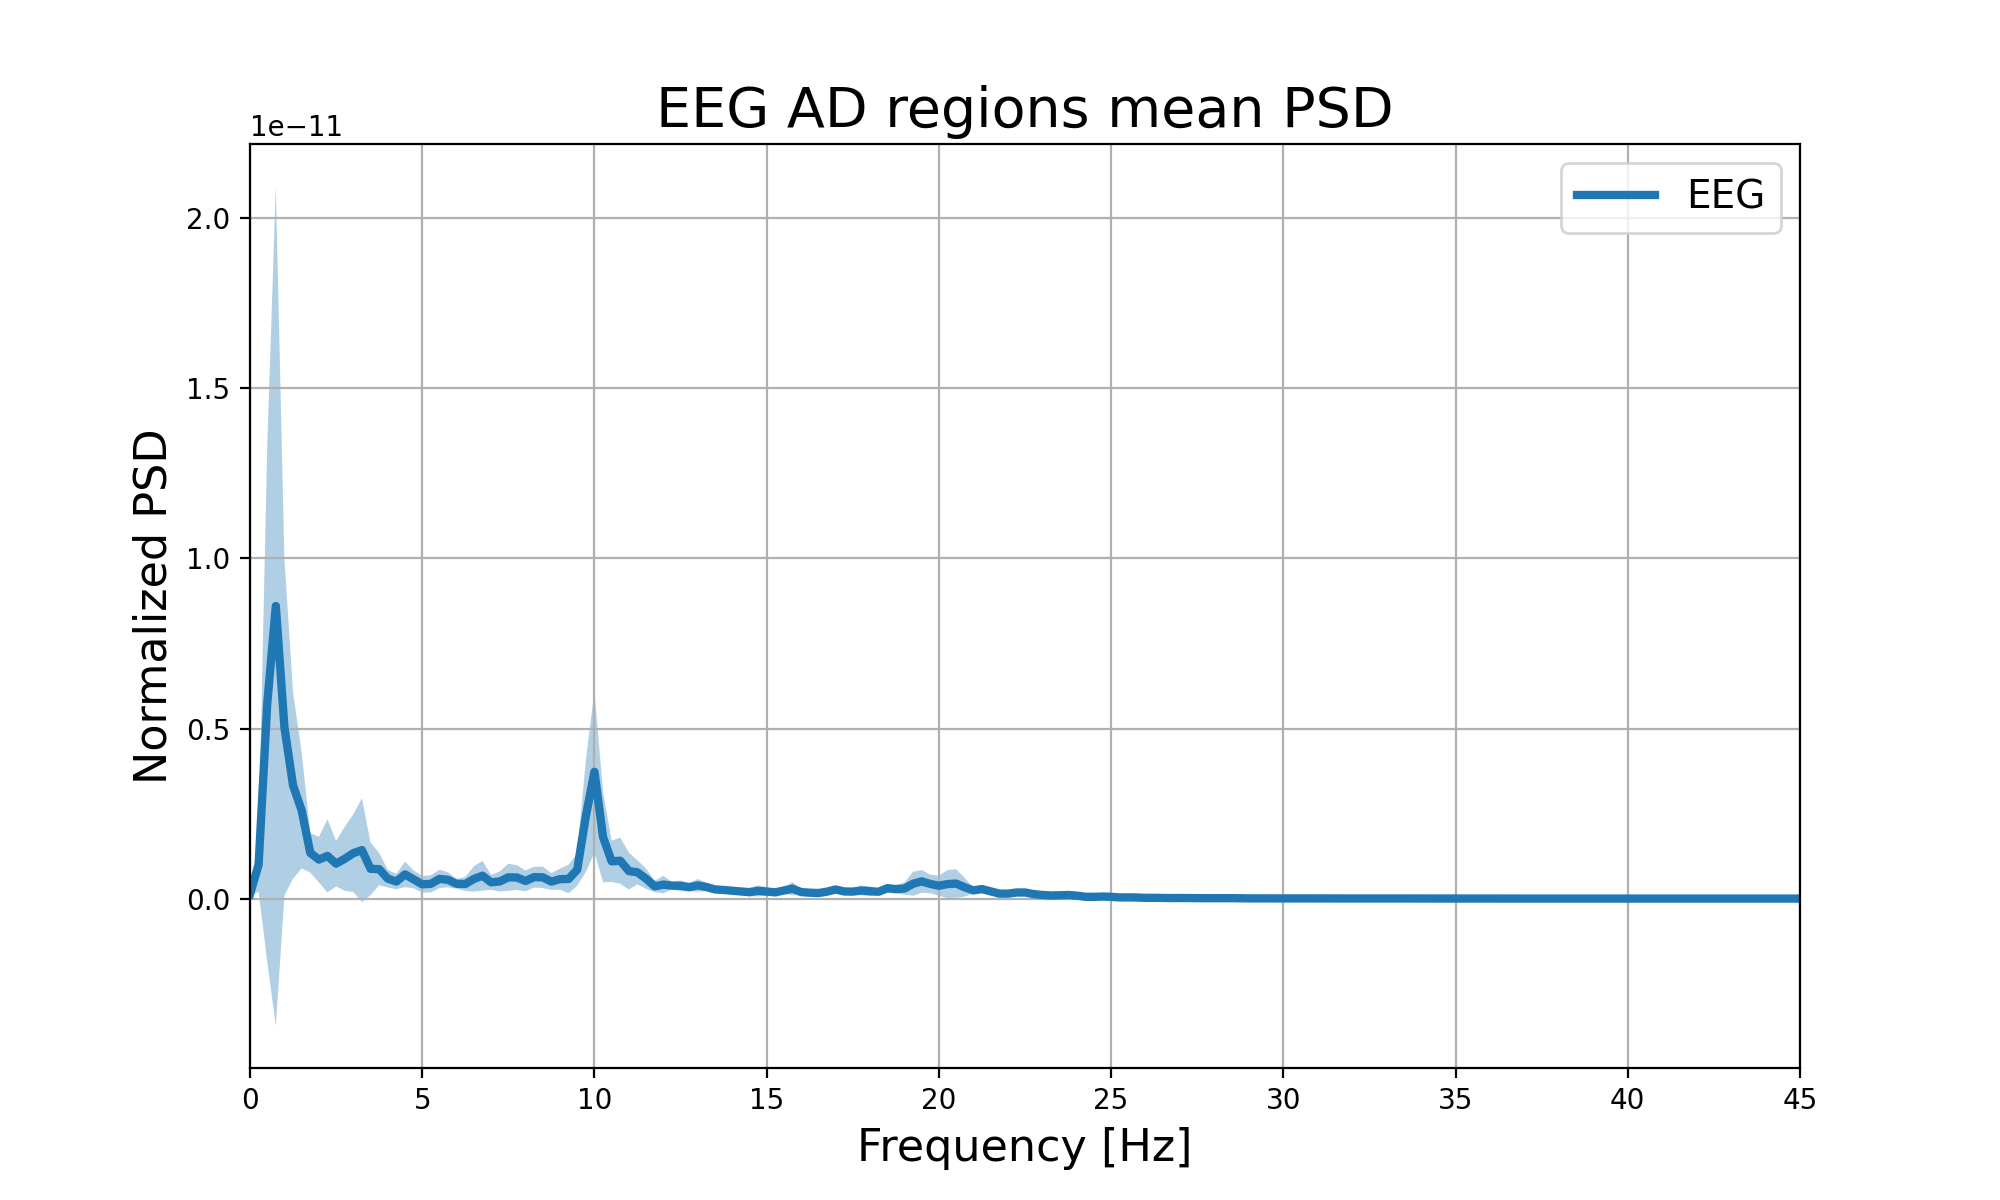 EEG AD regions mean PSD
1e−11
EEG
2.0
1.5
1.0
0.5
0.0
Normalized PSD
0 5 10 15 20 25 30 35 40 45
Frequency [Hz]